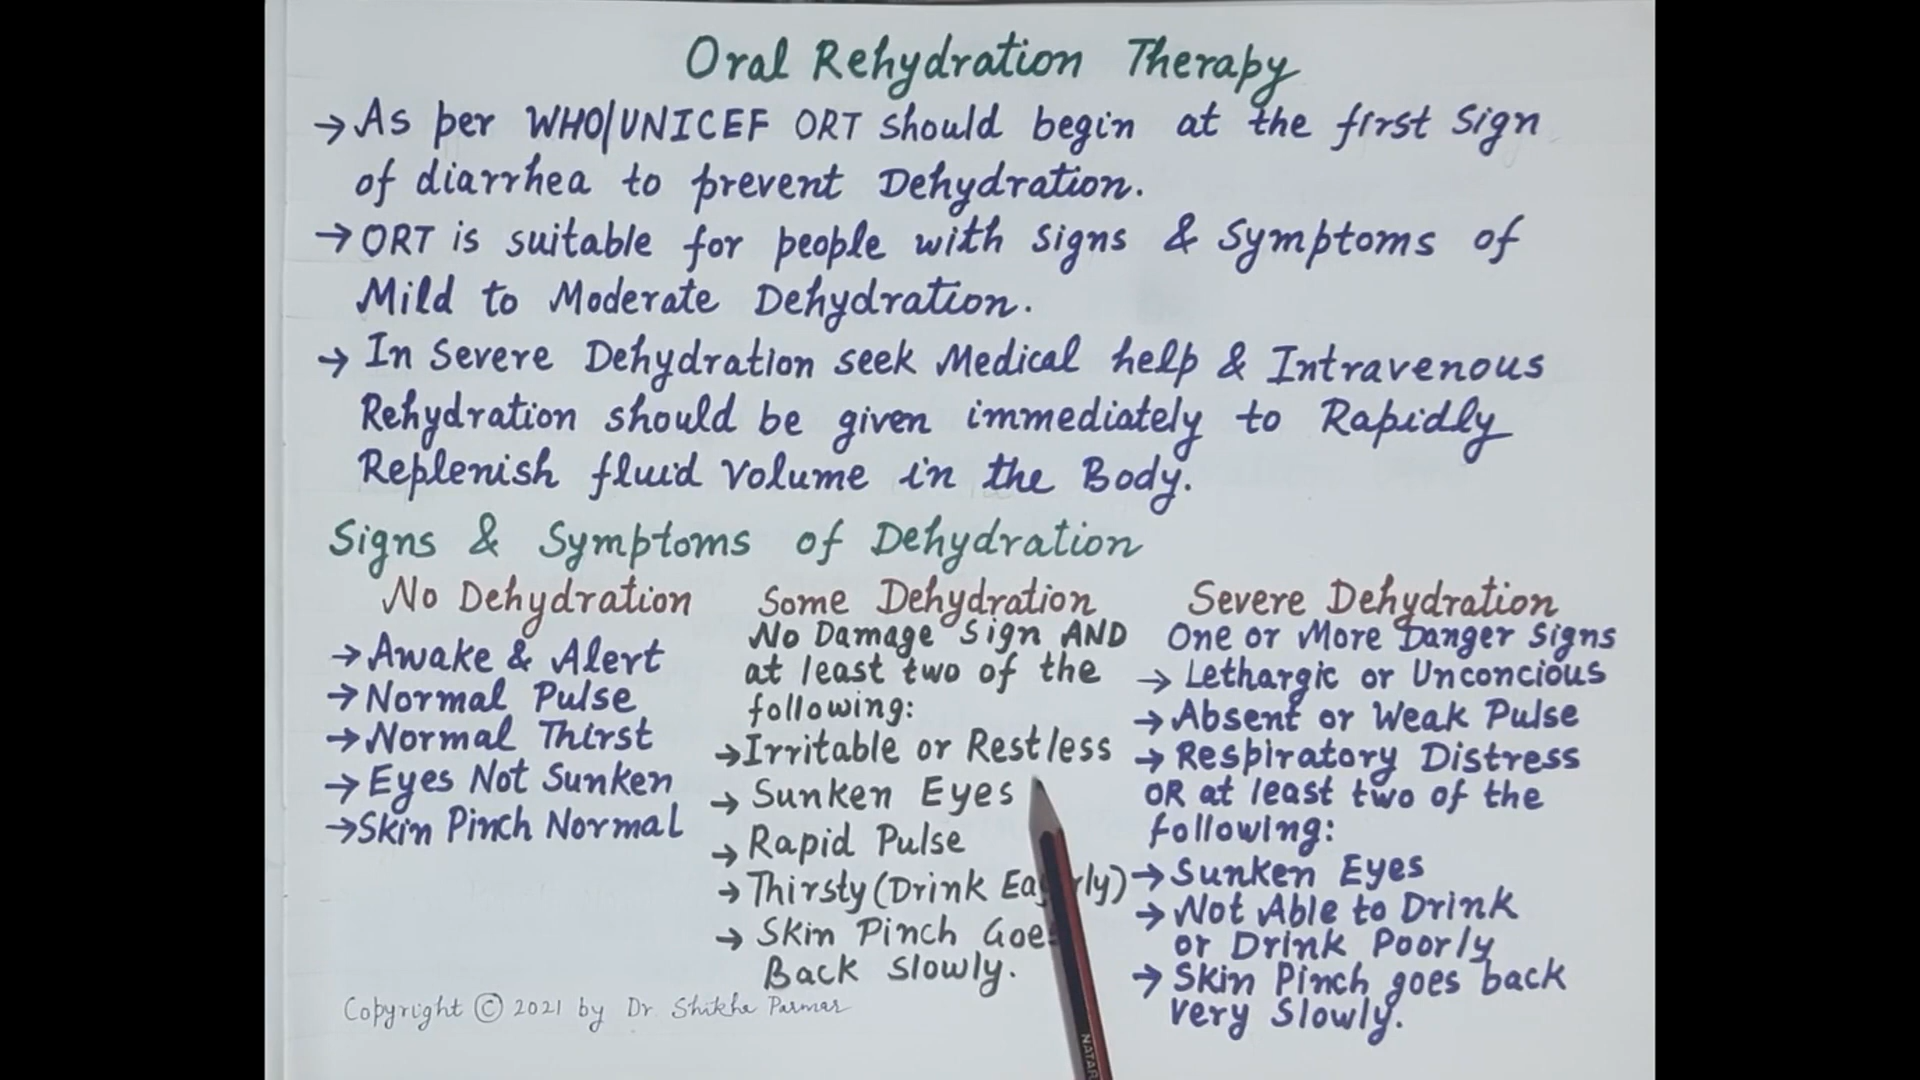 Oral Rehydration Therapy
→ As per WHO/UNICEF ORT should begin at the first sign
of diarrhea to prevent Dehydration.
→ ORT is suitable for people with signs & Symptoms of
Mild to Moderate Dehydration.
→ In Severe Dehydration seek Medical help & Intravenous
Rehydration should be given immediately to Rapidly
Replenish fluid Volume in the Body.
Signs & Symptoms of Dehydration
No Dehydration
→ Awake & Alert
→ Normal Pulse
→ Normal Thirst
→ Eyes Not Sunken
→ Skin Pinch Normal
Some Dehydration
No Damage Sign AND
at least two of the
following:
→ Irritable or Restless
→ Sunken Eyes
→ Rapid Pulse
→ Thirsty (Drink
→ Skin Pinch
Back Slowly.
Severe Dehydration
One or More Danger Signs
→ Lethargic or Unconcious
→ Absent or Weak Pulse
→ Respiratory Distress
OR at least two of the
following:
→ Sunken Eyes
→ Not Able to Drink
or Drink Poorly
→ Skin Pinch goes back
very Slowly.
Copyright © 2021 by Dr Shikha Parmar